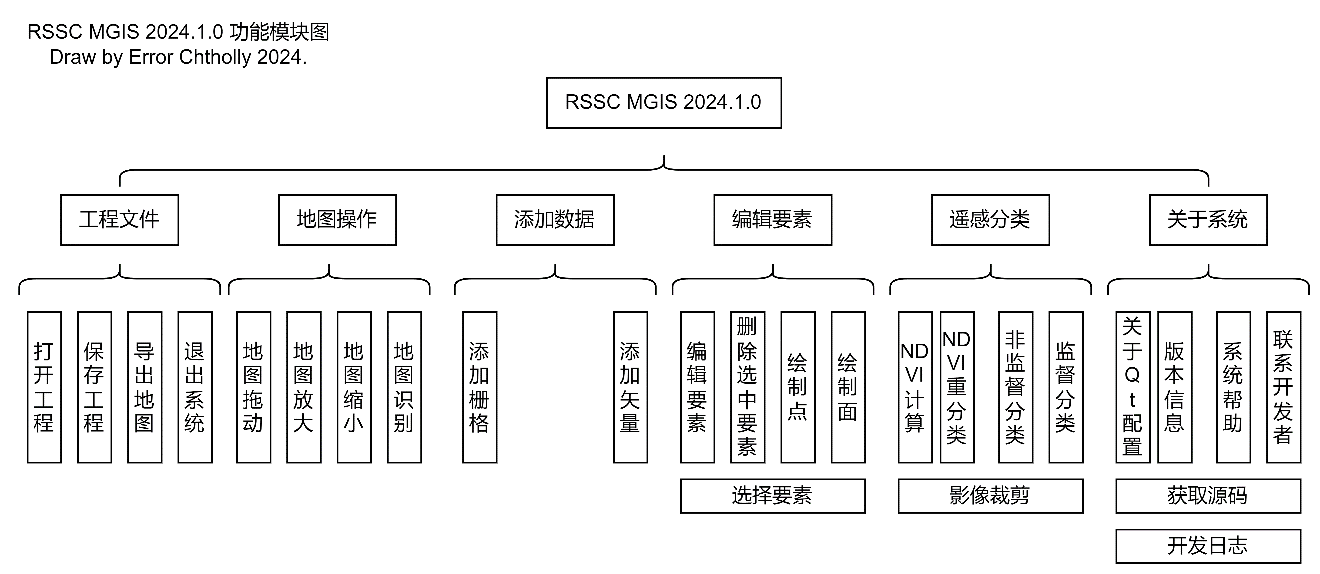 RSSC MGIS 2024.1.0 功能模块图
Draw by Error Chtholly 2024.
RSSC MGIS 2024.1.0
工程文件
地图操作
添加数据
编辑要素
遥感分类
关于系统
打开工程
保存工程
导出地图
退出系统
地图拖动
地图放大
地图缩小
地图识别
添加栅格
添加矢量
编辑要素
删除选中要素
绘制点
绘制面
NDVI计算
NDVI重分类
非监督分类
监督分类
关于Qt配置
版本信息
系统帮助
联系开发者
选择要素
影像裁剪
获取源码
开发日志